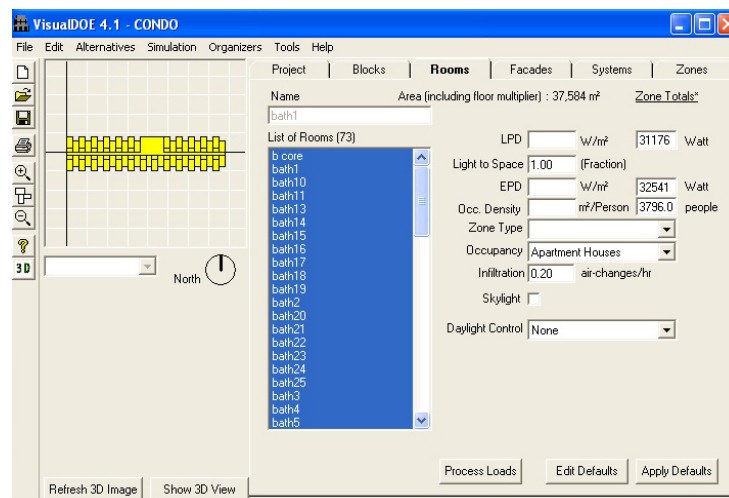 VisualDOE 4.1 - CONDO
File Edit Alternatives Simulation Organizers Tools Help
Project Blocks Rooms Facades Systems Zones
Name Area (including floor multiplier) : 37,584 m² Zone Totals*
bath1
List of Rooms (73)
b core
bath1
bath10
bath11
bath13
bath14
bath15
bath16
bath17
bath18
bath19
bath2
bath20
bath21
bath22
bath23
bath24
bath25
bath3
bath4
bath5
LPD W/m² 31176 Watt
Light to Space 1.00 (Fraction)
EPD W/m² 32541 Watt
Occ. Density m²/Person 3796.0 people
Zone Type
Occupancy Apartment Houses
Infiltration 0.20 air-changes/hr
Skylight
Daylight Control None
3D
North
Process Loads Edit Defaults Apply Defaults
Refresh 3D Image Show 3D View